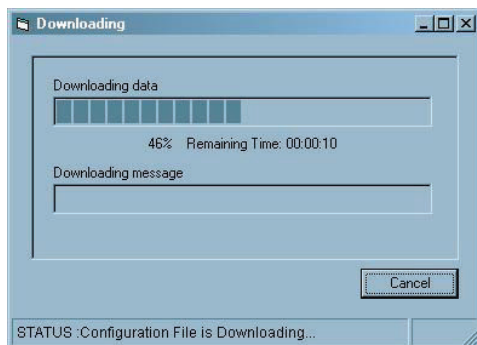 Downloading
Downloading data
46% Remaining Time: 00:00:10
Downloading message
Cancel
STATUS :Configuration File is Downloading...